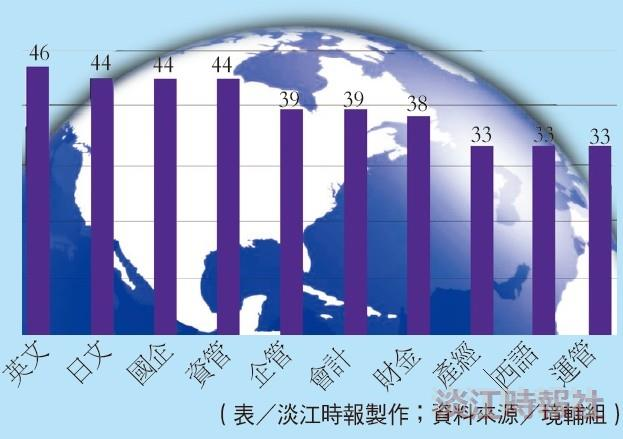 46 44 44 44 39 39 38 33 33 33
英文 日文 國企 資管 企管 會計 財金 產經 西語 運管
淡江時報社
(表／淡江時報製作；資料來源／境輔組)